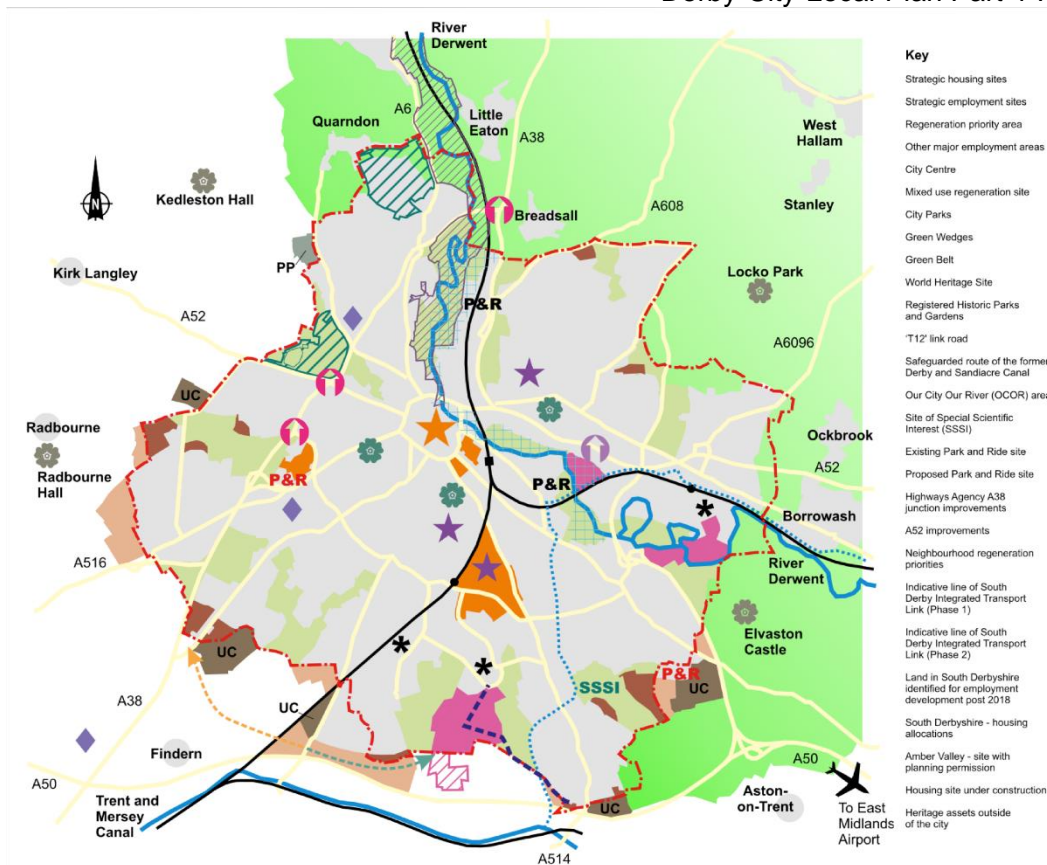 Derby City Local Plan Part 1
River
Derwent
A6
Quarndon
Little
Eaton
A38
West
Hallam
N
Kedleston Hall
Breadsall
A608
Stanley
PP
Kirk Langley
Locko Park
A52
P&R
A6096
UC
Radbourne
Radbourne
Hall
Ockbrook
P&R
P&R
A52
Borrowash
A516
River
Derwent
Elvaston
Castle
UC
SSSI
P&R
UC
A38
UC
Findern
A50
A50
Trent and
Mersey
Canal
UC
Aston-
on-Trent
To East
Midlands
Airport
A514
Key
Strategic housing sites
Strategic employment sites
Regeneration priority area
Other major employment areas
City Centre
Mixed use regeneration site
City Parks
Green Wedges
Green Belt
World Heritage Site
Registered Historic Parks
and Gardens
'T12' link road
Safeguarded route of the former
Derby and Sandiacre Canal
Our City Our River (OCOR) area
Site of Special Scientific
Interest (SSSI)
Existing Park and Ride site
Proposed Park and Ride site
Highways Agency A38
junction improvements
A52 improvements
Neighbourhood regeneration
priorities
Indicative line of South
Derby Integrated Transport
Link (Phase 1)
Indicative line of South
Derby Integrated Transport
Link (Phase 2)
Land in South Derbyshire
identified for employment
development post 2018
South Derbyshire - housing
allocations
Amber Valley - site with
planning permission
Housing site under construction
Heritage assets outside
of the city